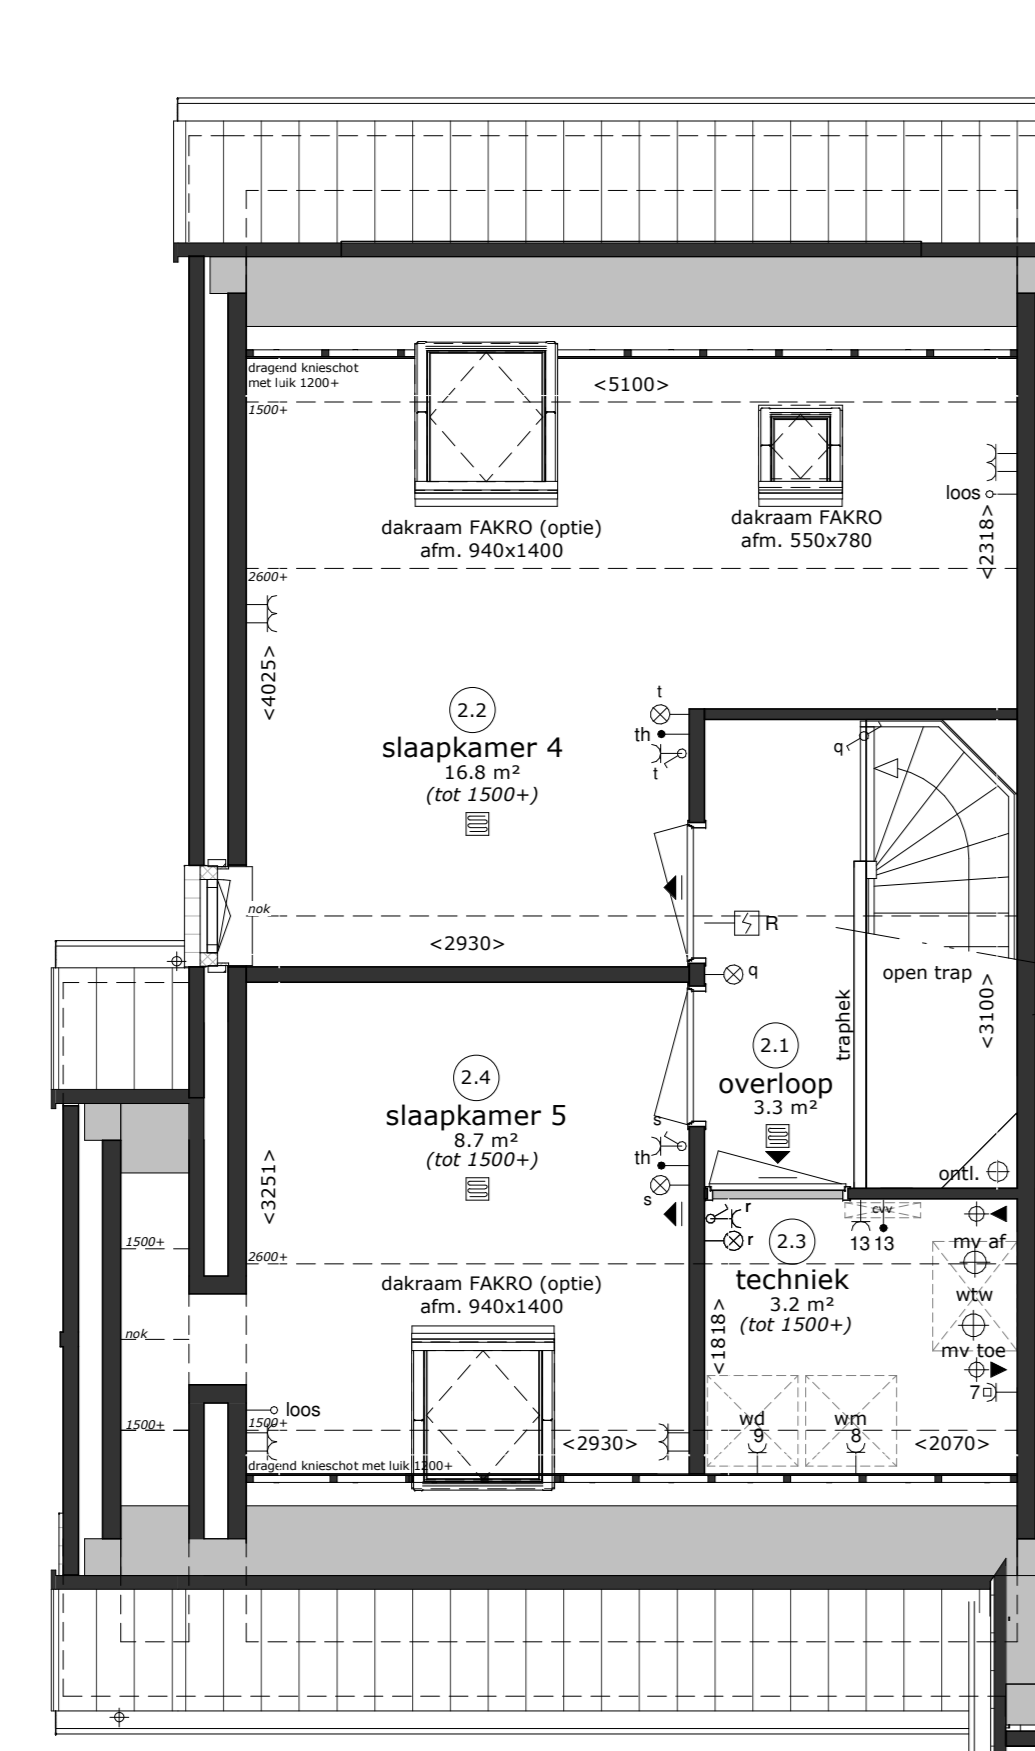 dragend knieschot
met luik 1200+
<5100>
1500+
loos
dakraam FAKRO (optie)
afm. 940x1400
dakraam FAKRO
afm. 550x780
<2318>
2600+
<4025>
t
th
t
2.2
slaapkamer 4
16.8 m²
(tot 1500+)
q
nok
R
<2930>
q
open trap
<3100>
traphek
2.1
overloop
3.3 m²
2.4
slaapkamer 5
8.7 m²
(tot 1500+)
s
th
s
ontl.
<3251>
r
r
cvv
13 13
mv af
1500+
2600+
2.3
techniek
3.2 m²
(tot 1500+)
wtw
dakraam FAKRO (optie)
afm. 940x1400
<1818>
nok
mv toe
7
loos
1500+
1500+
wd
9
wm
8
<2930>
<2070>
dragend knieschot met luik 1200+